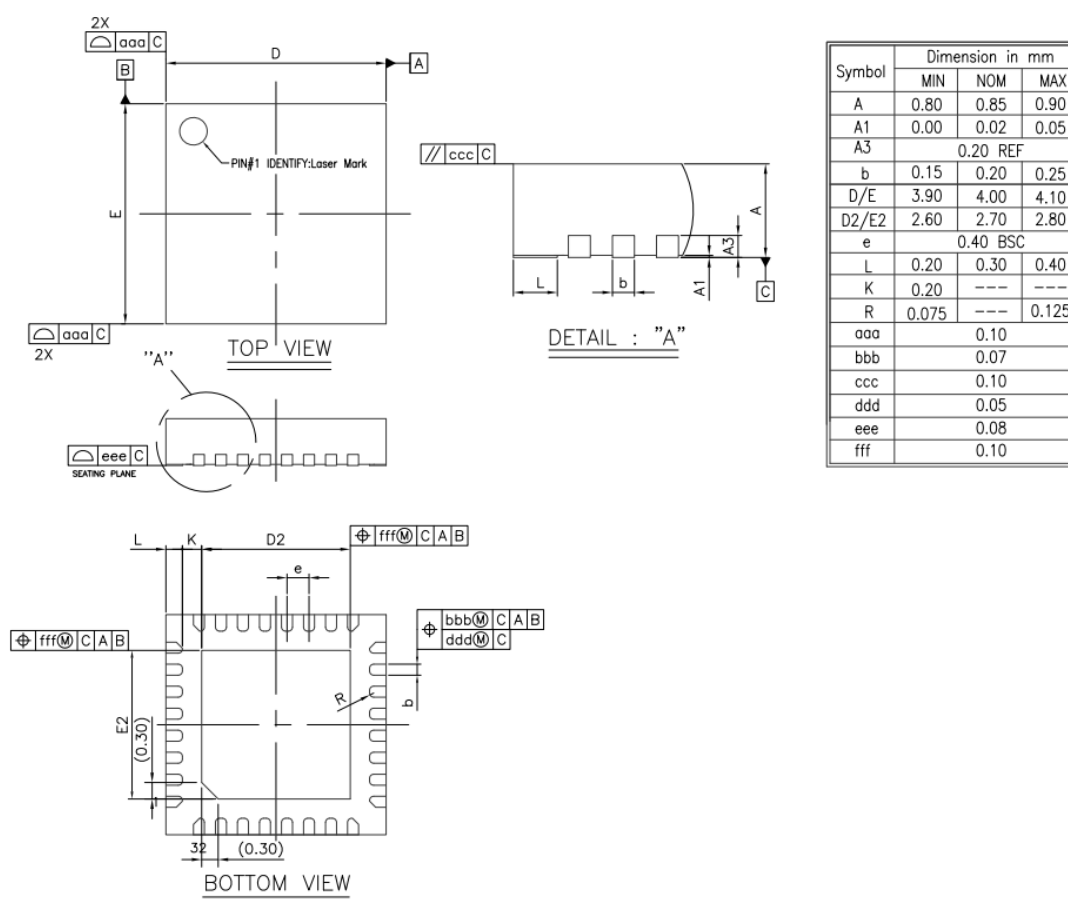 2X
aaa C
D
A
B
PIN#1 IDENTIFY:Laser Mark
E
aaa C
2X
TOP VIEW
// ccc C
A
A3
A1
L
b
C
DETAIL : "A"
Symbol Dimension in mm
MIN NOM MAX
A 0.80 0.85 0.90
A1 0.00 0.02 0.05
A3 0.20 REF
b 0.15 0.20 0.25
D/E 3.90 4.00 4.10
D2/E2 2.60 2.70 2.80
e 0.40 BSC
L 0.20 0.30 0.40
K 0.20 --- ---
R 0.075 --- 0.125
aaa 0.10
bbb 0.07
ccc 0.10
ddd 0.05
eee 0.08
fff 0.10
"A"
eee C
SEATING PLANE
L
K
D2
fffⓂ C A B
e
fffⓂ C A B
bbbⓂ C A B
dddⓂ C
R
b
E2
(0.30)
1
32
(0.30)
BOTTOM VIEW